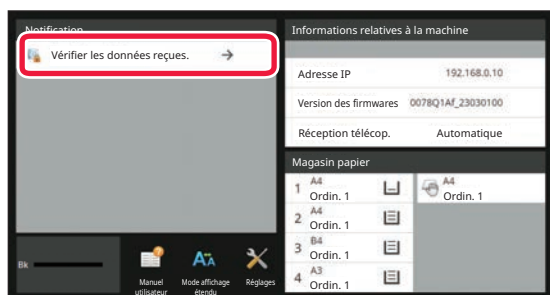 Notification
Vérifier les données reçues.
Informations relatives à la machine
Adresse IP 192.168.0.10
Version des firmwares 0078Q1Af_23030100
Réception télécop. Automatique
Magasin papier
1 A4
Ordin. 1
A4
Ordin. 1
2 A4
Ordin. 1
3 B4
Ordin. 1
4 A3
Ordin. 1
Bk
Manuel
utilisateur
Mode affichage
étendu
Réglages